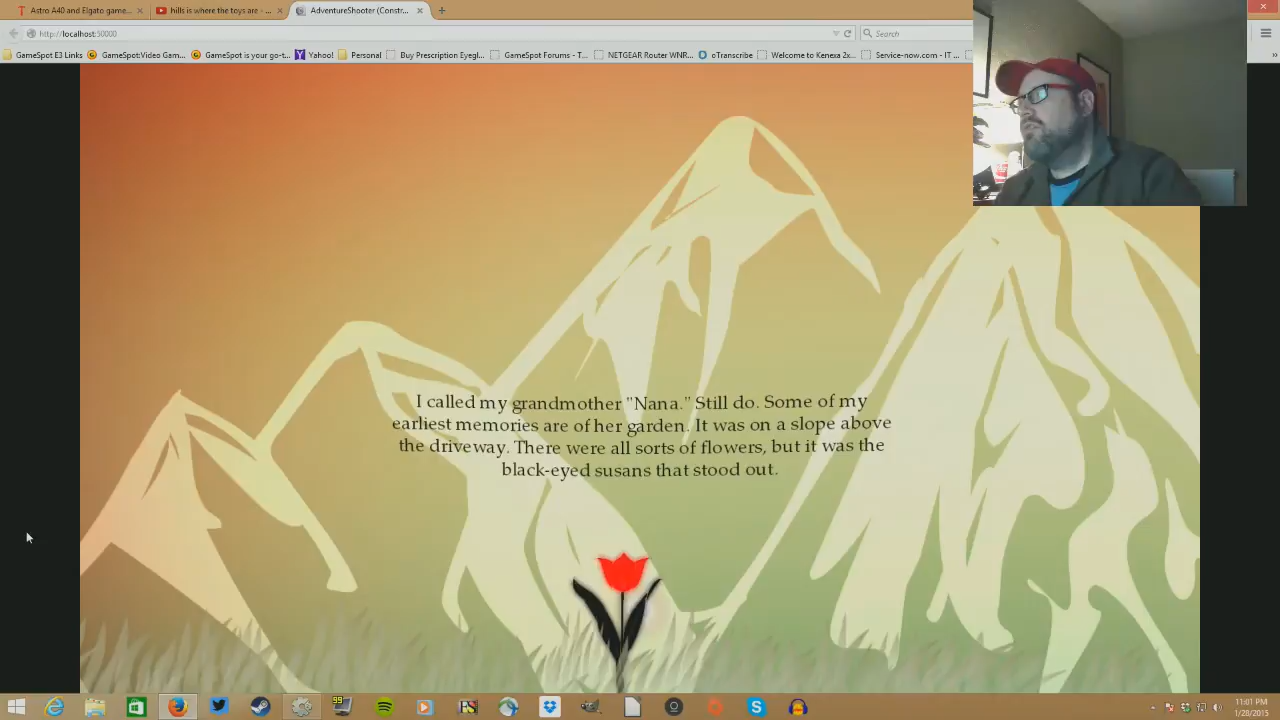 Astro A40 and Elgato game...
hills is where the toys are - ...
AdventureShooter (Constr...
http://localhost:50000
Search
GameSpot E3 Links
GameSpot:Video Gam...
GameSpot is your go-t...
Yahoo!
Personal
Buy Prescription Eyegl...
GameSpot Forums - T...
NETGEAR Router WNR...
oTranscribe
Welcome to Kenexa 2x...
Service-now.com - IT ...
I called my grandmother "Nana." Still do. Some of my
earliest memories are of her garden. It was on a slope above
the driveway. There were all sorts of flowers, but it was the
black-eyed susans that stood out.
99
11:01 PM
1/28/2015